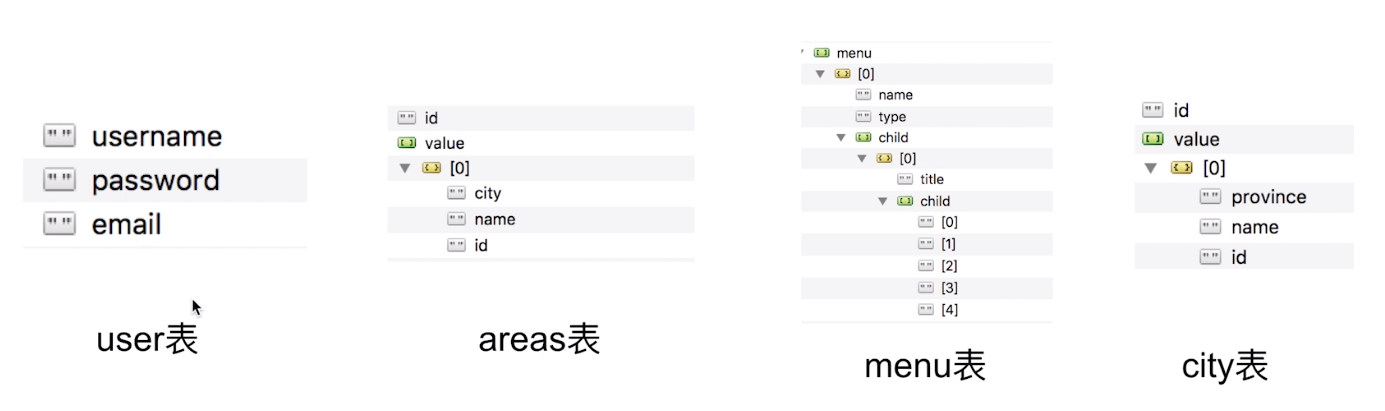 username
password
email
user表
id
value
[0]
city
name
id
areas表
menu
[0]
name
type
child
[0]
title
child
[0]
[1]
[2]
[3]
[4]
menu表
id
value
[0]
province
name
id
city表